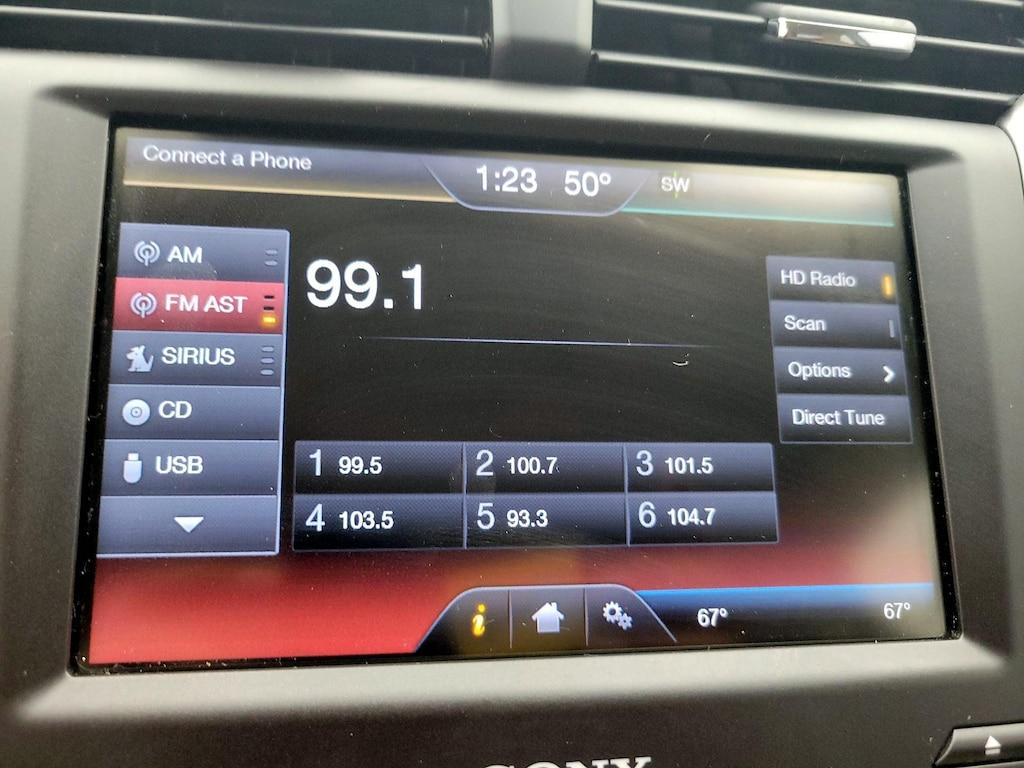 Connect a Phone
1:23 50° SW
AM
FM AST
SIRIUS
CD
USB
99.1
HD Radio
Scan
Options
Direct Tune
1 99.5 2 100.7 3 101.5
4 103.5 5 93.3 6 104.7
i 67° 67°
SONY